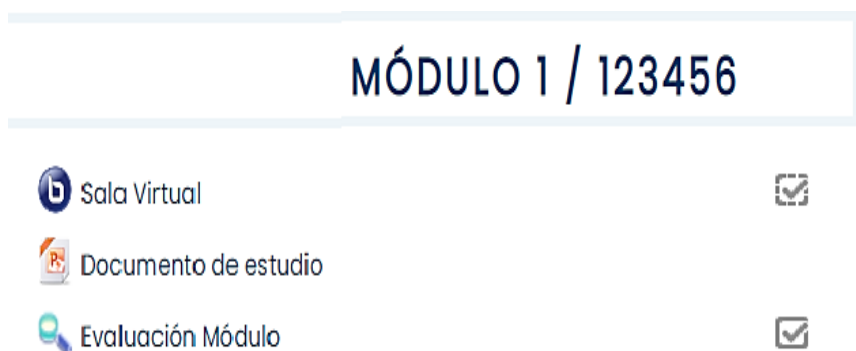 MÓDULO 1 / 123456
b Sala Virtual
P Documento de estudio
Evaluación Módulo